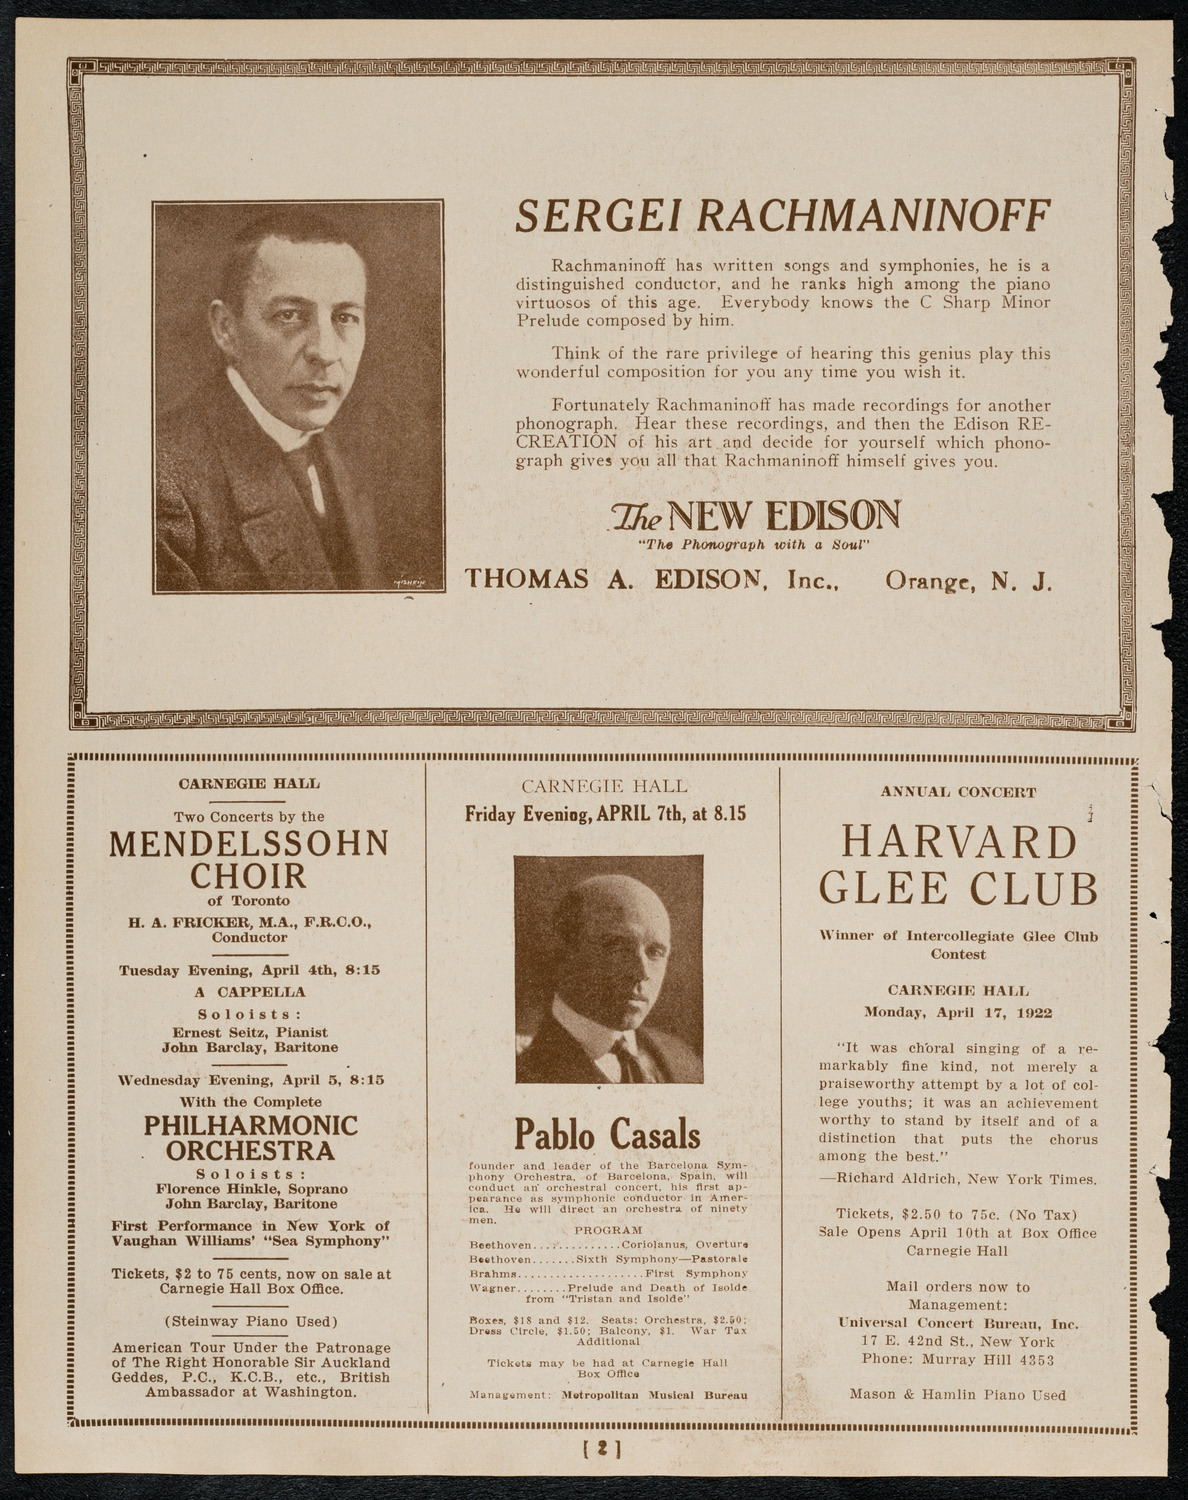 SERGEI RACHMANINOFF
Rachmaninoff has written songs and symphonies, he is a
distinguished conductor, and he ranks high among the piano
virtuosos of this age. Everybody knows the C Sharp Minor
Prelude composed by him.
Think of the rare privilege of hearing this genius play this
wonderful composition for you any time you wish it.
Fortunately Rachmaninoff has made recordings for another
phonograph. Hear these recordings, and then the Edison RE-
CREATION of his art and decide for yourself which phono-
graph gives you all that Rachmaninoff himself gives you.
The NEW EDISON
"The Phonograph with a Soul"
THOMAS A. EDISON, Inc., Orange, N. J.
MISHKIN
CARNEGIE HALL
Two Concerts by the
MENDELSSOHN
CHOIR
of Toronto
H. A. FRICKER, M.A., F.R.C.O.,
Conductor
Tuesday Evening, April 4th, 8:15
A CAPPELLA
Soloists:
Ernest Seitz, Pianist
John Barclay, Baritone
Wednesday Evening, April 5, 8:15
With the Complete
PHILHARMONIC
ORCHESTRA
Soloists:
Florence Hinkle, Soprano
John Barclay, Baritone
First Performance in New York of
Vaughan Williams' "Sea Symphony"
Tickets, $2 to 75 cents, now on sale at
Carnegie Hall Box Office.
(Steinway Piano Used)
American Tour Under the Patronage
of The Right Honorable Sir Auckland
Geddes, P.C., K.C.B., etc., British
Ambassador at Washington.
CARNEGIE HALL
Friday Evening, APRIL 7th, at 8.15
Pablo Casals
founder and leader of the Barcelona Sym-
phony Orchestra, of Barcelona, Spain, will
conduct an orchestral concert, his first ap-
pearance as symphonic conductor in Amer-
ica. He will direct an orchestra of ninety
men.
PROGRAM
Beethoven.............Coriolanus, Overture
Beethoven.......Sixth Symphony—Pastorale
Brahms....................First Symphony
Wagner........Prelude and Death of Isolde
from "Tristan and Isolde"
Boxes, $18 and $12. Seats: Orchestra, $2.50;
Dress Circle, $1.50; Balcony, $1. War Tax
Additional
Tickets may be had at Carnegie Hall
Box Office
Management: Metropolitan Musical Bureau
ANNUAL CONCERT
HARVARD
GLEE CLUB
Winner of Intercollegiate Glee Club
Contest
CARNEGIE HALL
Monday, April 17, 1922
"It was choral singing of a re-
markably fine kind, not merely a
praiseworthy attempt by a lot of col-
lege youths; it was an achievement
worthy to stand by itself and of a
distinction that puts the chorus
among the best."
—Richard Aldrich, New York Times.
Tickets, $2.50 to 75c. (No Tax)
Sale Opens April 10th at Box Office
Carnegie Hall
Mail orders now to
Management:
Universal Concert Bureau, Inc.
17 E. 42nd St., New York
Phone: Murray Hill 4353
Mason & Hamlin Piano Used
[ 2 ]